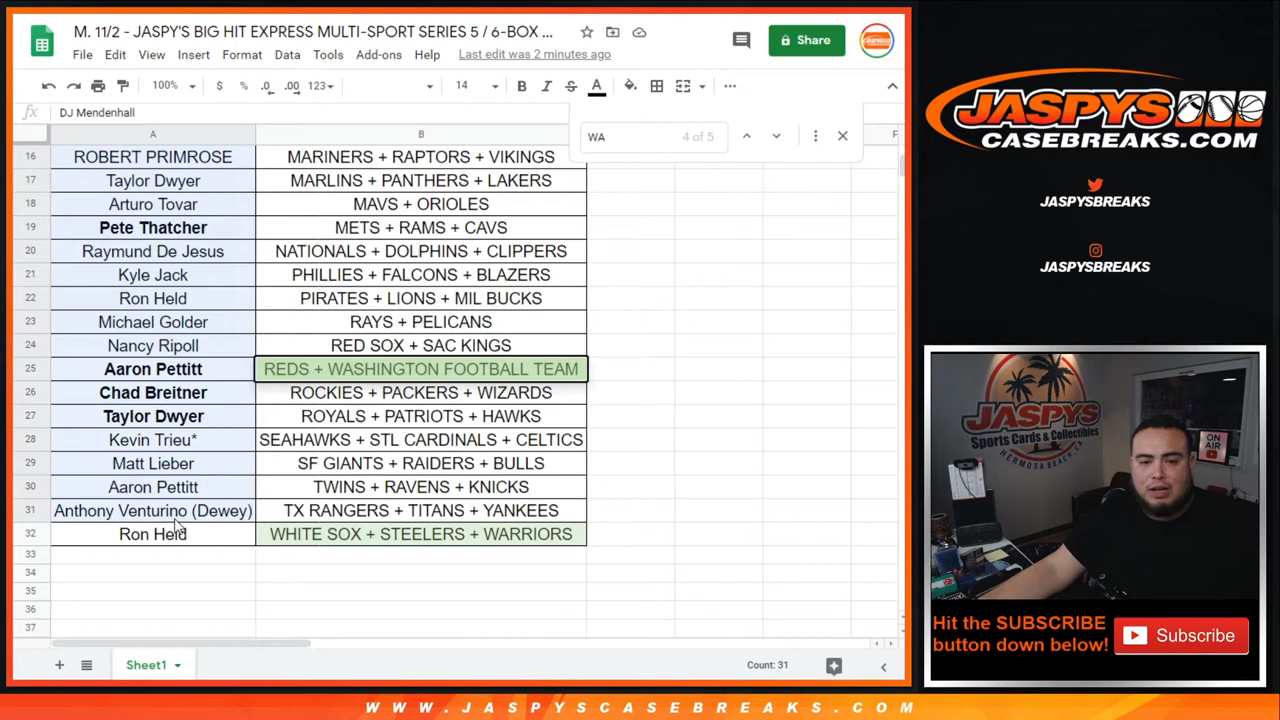 M. 11/2 - JASPY'S BIG HIT EXPRESS MULTI-SPORT SERIES 5 / 6-BOX ...
File Edit View Insert Format Data Tools Add-ons Help Last edit was 2 minutes ago
Share
100% $ % .0 .00 123 14 B I S A
fx DJ Mendenhall
WA 4 of 5
A B F
16 ROBERT PRIMROSE MARINERS + RAPTORS + VIKINGS
17 Taylor Dwyer MARLINS + PANTHERS + LAKERS
18 Arturo Tovar MAVS + ORIOLES
19 Pete Thatcher METS + RAMS + CAVS
20 Raymund De Jesus NATIONALS + DOLPHINS + CLIPPERS
21 Kyle Jack PHILLIES + FALCONS + BLAZERS
22 Ron Held PIRATES + LIONS + MIL BUCKS
23 Michael Golder RAYS + PELICANS
24 Nancy Ripoll RED SOX + SAC KINGS
25 Aaron Pettitt REDS + WASHINGTON FOOTBALL TEAM
26 Chad Breitner ROCKIES + PACKERS + WIZARDS
27 Taylor Dwyer ROYALS + PATRIOTS + HAWKS
28 Kevin Trieu* SEAHAWKS + STL CARDINALS + CELTICS
29 Matt Lieber SF GIANTS + RAIDERS + BULLS
30 Aaron Pettitt TWINS + RAVENS + KNICKS
31 Anthony Venturino (Dewey) TX RANGERS + TITANS + YANKEES
32 Ron Held WHITE SOX + STEELERS + WARRIORS
33
34
35
36
37
Sheet1 Count: 31
JASPYS
CASEBREAKS.COM
JASPYSBREAKS
JASPYSBREAKS
JASPYS
Sports Cards & Collectibles
HERMOSA BEACH, CA
ON AIR
Hit the SUBSCRIBE
button down below!
Subscribe
WWW.JASPYSCASEBREAKS.COM